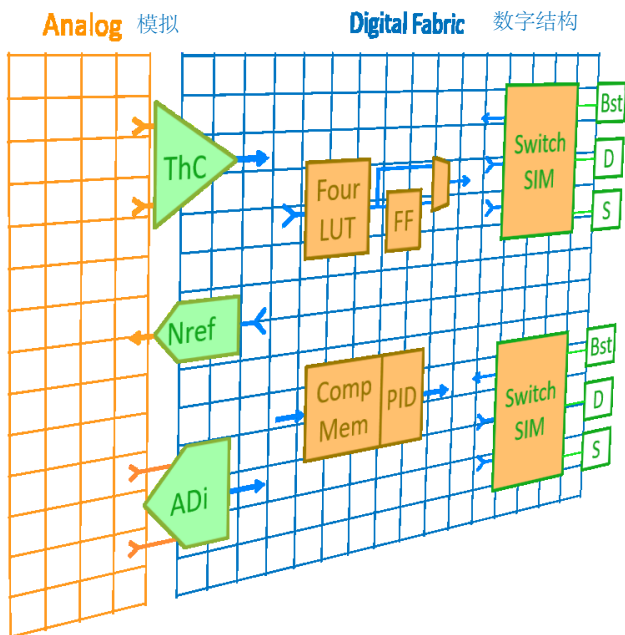 Analog 模拟 Digital Fabric 数字结构
ThC
Four
LUT
FF
Switch
SIM
Bst
D
S
Nref
Comp
Mem
PID
Switch
SIM
Bst
D
S
ADi